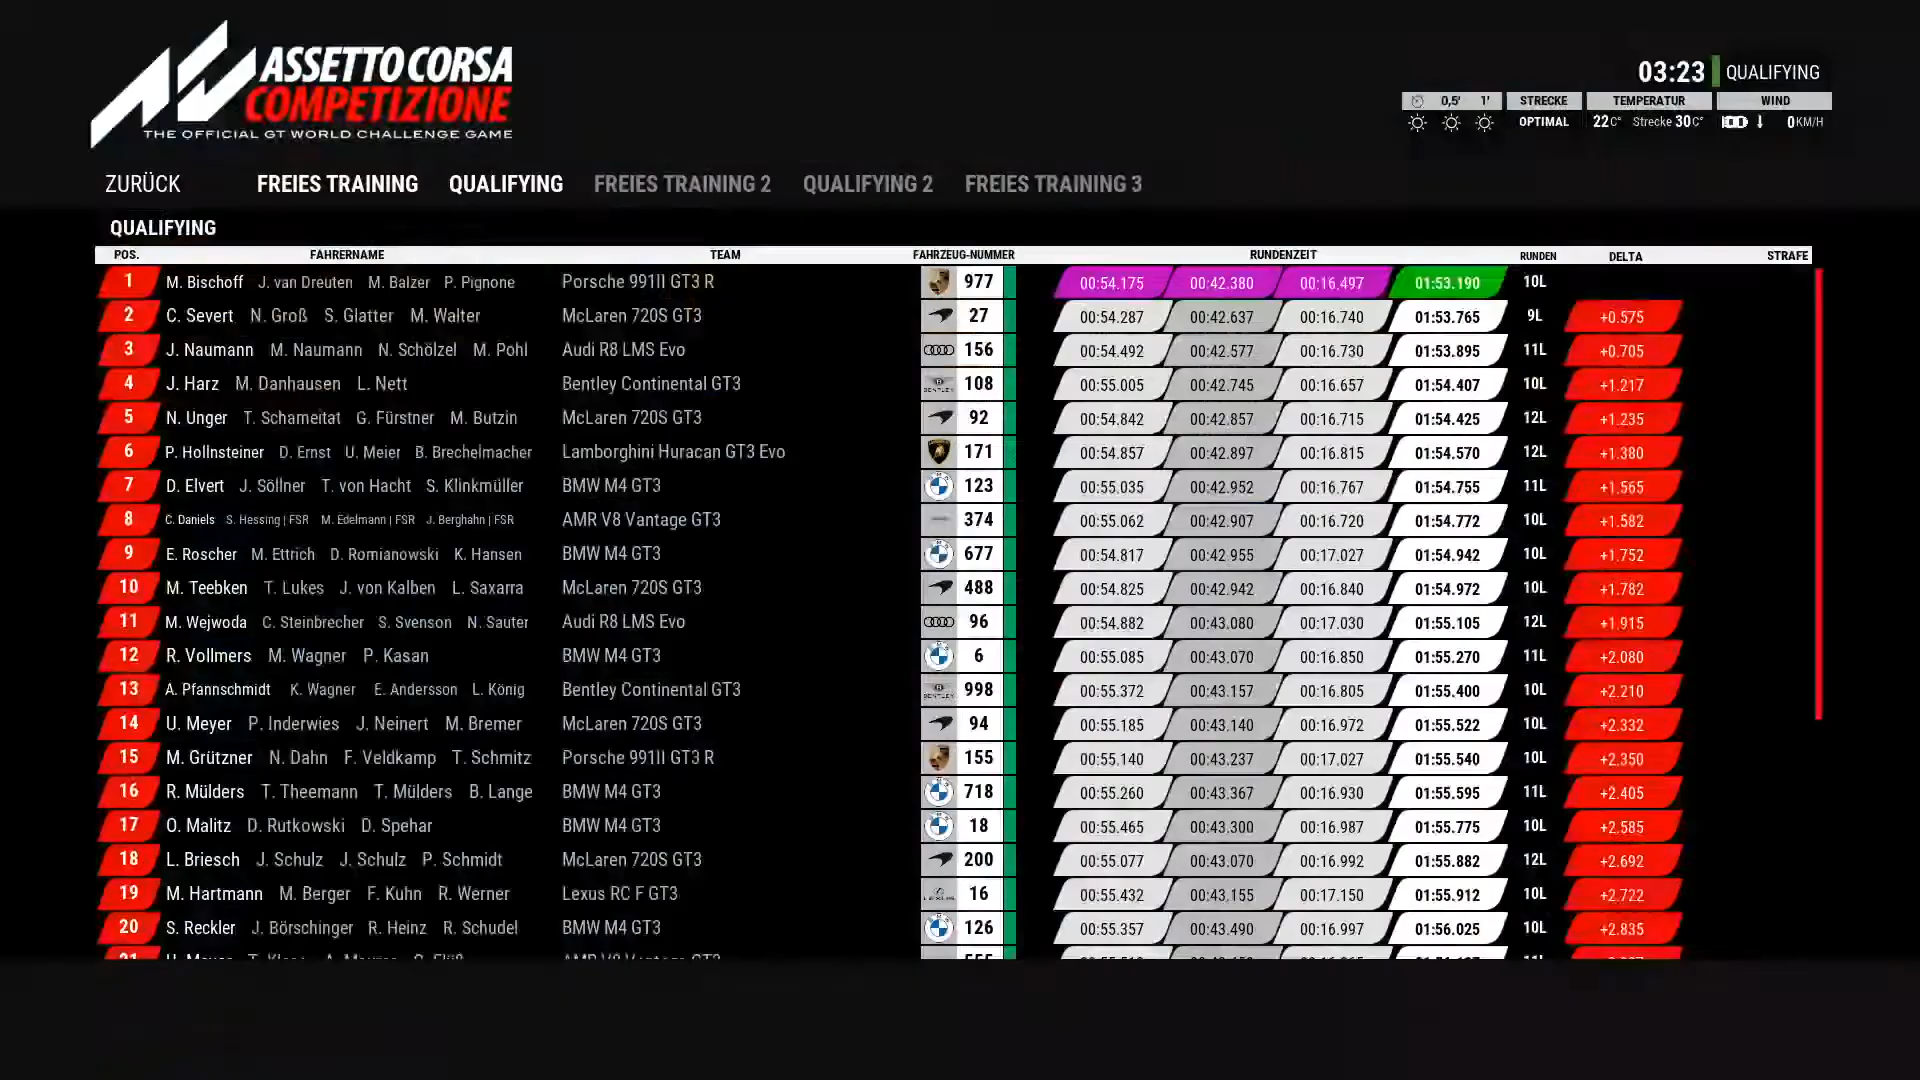 ASSETTO CORSA
COMPETIZIONE
THE OFFICIAL GT WORLD CHALLENGE GAME
03:23 QUALIFYING
0,5' 1' STRECKE TEMPERATUR WIND
OPTIMAL 22C° Strecke 30C° 0KM/H
ZURÜCK FREIES TRAINING QUALIFYING FREIES TRAINING 2 QUALIFYING 2 FREIES TRAINING 3
QUALIFYING
POS. FAHRERNAME TEAM FAHRZEUG-NUMMER RUNDENZEIT RUNDEN DELTA STRAFE
1 M. Bischoff J. van Dreuten M. Balzer P. Pignone Porsche 991II GT3 R 977 00:54.175 00:42.380 00:16.497 01:53.190 10L
2 C. Severt N. Groß S. Glatter M. Walter McLaren 720S GT3 27 00:54.287 00:42.637 00:16.740 01:53.765 9L +0.575
3 J. Naumann M. Naumann N. Schölzel M. Pohl Audi R8 LMS Evo 156 00:54.492 00:42.577 00:16.730 01:53.895 11L +0.705
4 J. Harz M. Danhausen L. Nett Bentley Continental GT3 BENTLEY 108 00:55.005 00:42.745 00:16.657 01:54.407 10L +1.217
5 N. Unger T. Schameitat G. Fürstner M. Butzin McLaren 720S GT3 92 00:54.842 00:42.857 00:16.715 01:54.425 12L +1.235
6 P. Hollnsteiner D. Ernst U. Meier B. Brechelmacher Lamborghini Huracan GT3 Evo 171 00:54.857 00:42.897 00:16.815 01:54.570 12L +1.380
7 D. Elvert J. Söllner T. von Hacht S. Klinkmüller BMW M4 GT3 123 00:55.035 00:42.952 00:16.767 01:54.755 11L +1.565
8 C. Daniels S. Hessing | FSR M. Edelmann | FSR J. Berghahn | FSR AMR V8 Vantage GT3 374 00:55.062 00:42.907 00:16.720 01:54.772 10L +1.582
9 E. Roscher M. Ettrich D. Romianowski K. Hansen BMW M4 GT3 677 00:54.817 00:42.955 00:17.027 01:54.942 10L +1.752
10 M. Teebken T. Lukes J. von Kalben L. Saxarra McLaren 720S GT3 488 00:54.825 00:42.942 00:16.840 01:54.972 10L +1.782
11 M. Wejwoda C. Steinbrecher S. Svenson N. Sauter Audi R8 LMS Evo 96 00:54.882 00:43.080 00:17.030 01:55.105 12L +1.915
12 R. Vollmers M. Wagner P. Kasan BMW M4 GT3 6 00:55.085 00:43.070 00:16.850 01:55.270 11L +2.080
13 A. Pfannschmidt K. Wagner E. Andersson L. König Bentley Continental GT3 BENTLEY 998 00:55.372 00:43.157 00:16.805 01:55.400 10L +2.210
14 U. Meyer P. Inderwies J. Neinert M. Bremer McLaren 720S GT3 94 00:55.185 00:43.140 00:16.972 01:55.522 10L +2.332
15 M. Grützner N. Dahn F. Veldkamp T. Schmitz Porsche 991II GT3 R 155 00:55.140 00:43.237 00:17.027 01:55.540 10L +2.350
16 R. Mülders T. Theemann T. Mülders B. Lange BMW M4 GT3 718 00:55.260 00:43.367 00:16.930 01:55.595 11L +2.405
17 O. Malitz D. Rutkowski D. Spehar BMW M4 GT3 18 00:55.465 00:43.300 00:16.987 01:55.775 10L +2.585
18 L. Briesch J. Schulz J. Schulz P. Schmidt McLaren 720S GT3 200 00:55.077 00:43.070 00:16.992 01:55.882 12L +2.692
19 M. Hartmann M. Berger F. Kuhn R. Werner Lexus RC F GT3 LEXUS 16 00:55.432 00:43.155 00:17.150 01:55.912 10L +2.722
20 S. Reckler J. Börschinger R. Heinz R. Schudel BMW M4 GT3 126 00:55.357 00:43.490 00:16.997 01:56.025 10L +2.835